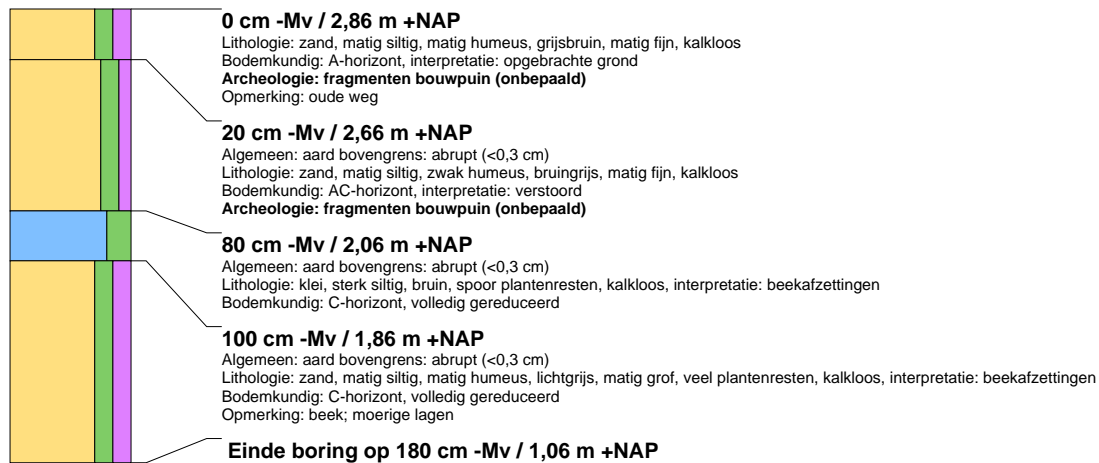 0 cm -Mv / 2,86 m +NAP
Lithologie: zand, matig siltig, matig humeus, grijsbruin, matig fijn, kalkloos
Bodemkundig: A-horizont, interpretatie: opgebrachte grond
Archeologie: fragmenten bouwpuin (onbepaald)
Opmerking: oude weg
20 cm -Mv / 2,66 m +NAP
Algemeen: aard bovengrens: abrupt (<0,3 cm)
Lithologie: zand, matig siltig, zwak humeus, bruingrijs, matig fijn, kalkloos
Bodemkundig: AC-horizont, interpretatie: verstoord
Archeologie: fragmenten bouwpuin (onbepaald)
80 cm -Mv / 2,06 m +NAP
Algemeen: aard bovengrens: abrupt (<0,3 cm)
Lithologie: klei, sterk siltig, bruin, spoor plantenresten, kalkloos, interpretatie: beekafzettingen
Bodemkundig: C-horizont, volledig gereduceerd
100 cm -Mv / 1,86 m +NAP
Algemeen: aard bovengrens: abrupt (<0,3 cm)
Lithologie: zand, matig siltig, matig humeus, lichtgrijs, matig grof, veel plantenresten, kalkloos, interpretatie: beekafzettingen
Bodemkundig: C-horizont, volledig gereduceerd
Opmerking: beek; moerige lagen
Einde boring op 180 cm -Mv / 1,06 m +NAP